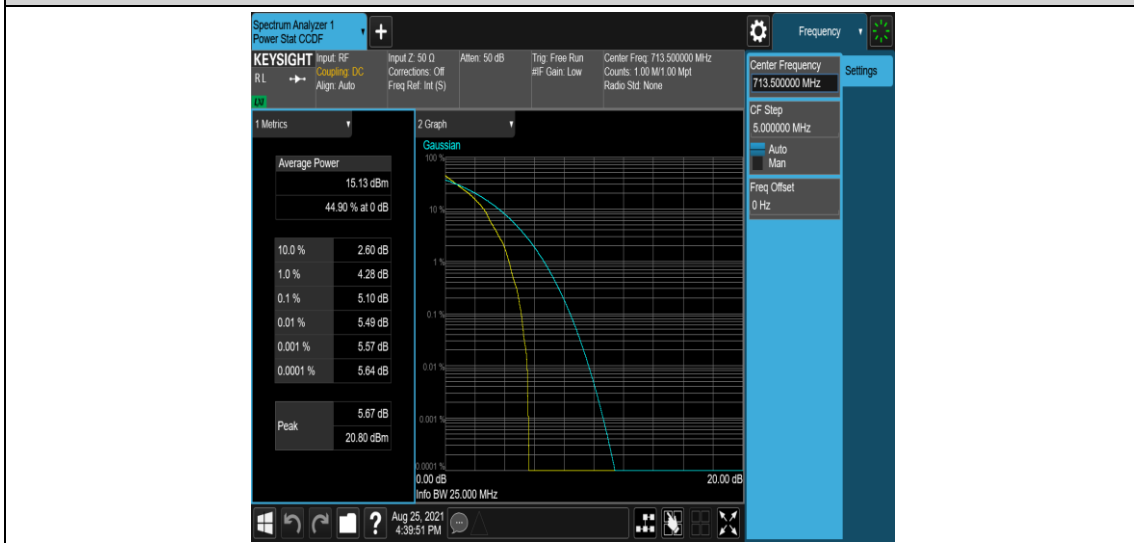 Spectrum Analyzer 1
Power Stat CCDF
+
Frequency
KEYSIGHT
RL
LXI
Input: RF
Coupling: DC
Align: Auto
Input Z: 50 Ω
Corrections: Off
Freq Ref: Int (S)
Atten: 50 dB
Trig: Free Run
#IF Gain: Low
Center Freq: 713.500000 MHz
Counts: 1.00 M/1.00 Mpt
Radio Std: None
Center Frequency
713.500000 MHz
Settings
CF Step
5.000000 MHz
Auto
Man
Freq Offset
0 Hz
1 Metrics
Average Power
15.13 dBm
44.90 % at 0 dB
10.0 % 2.60 dB
1.0 % 4.28 dB
0.1 % 5.10 dB
0.01 % 5.49 dB
0.001 % 5.57 dB
0.0001 % 5.64 dB
Peak 5.67 dB
20.80 dBm
2 Graph
Gaussian
100 %
10 %
1 %
0.1 %
0.01 %
0.001 %
0.0001 %
0.00 dB 20.00 dB
Info BW 25.000 MHz
?
Aug 25, 2021
4:39:51 PM